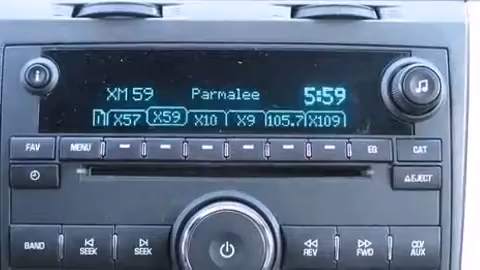 XM 59 Parmalee 5:59
X57 X59 X10 X9 105.7 X109
FAV MENU EQ CAT
EJECT
BAND SEEK SEEK REV FWD CD/AUX